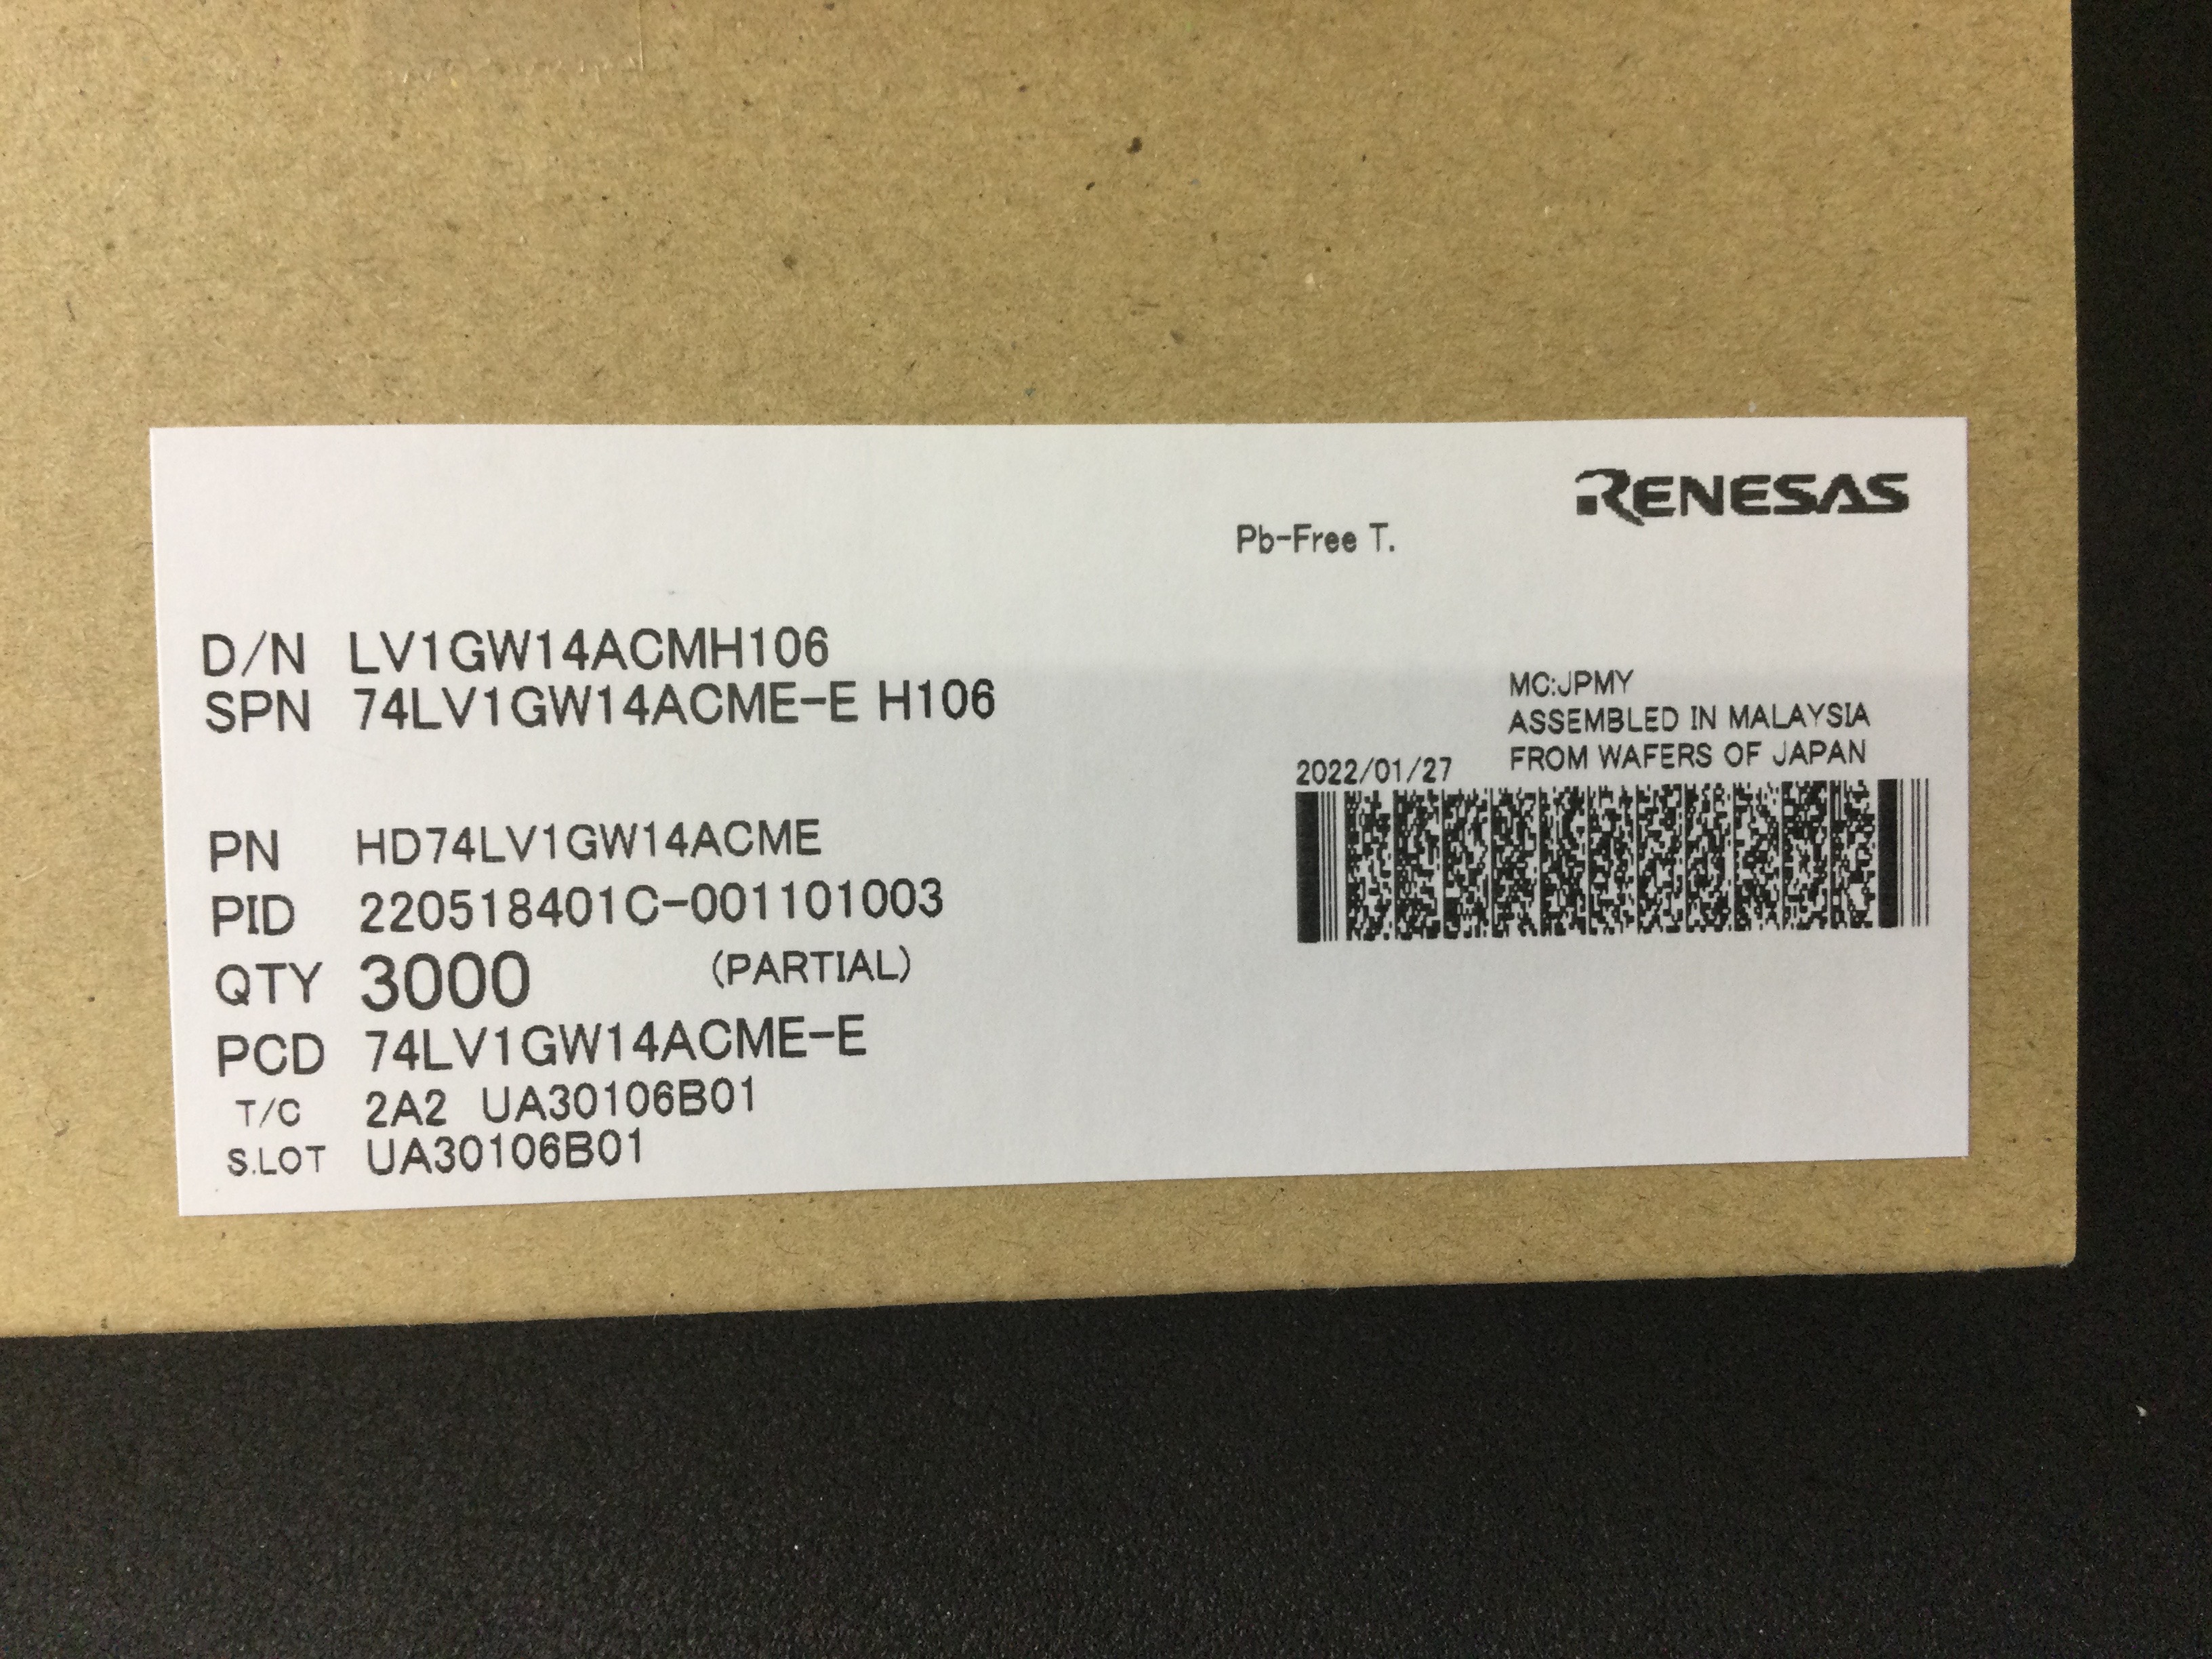 RENESAS
Pb-Free T.
D/N LV1GW14ACMH106
SPN 74LV1GW14ACME-E H106
MC:JPMY
ASSEMBLED IN MALAYSIA
FROM WAFERS OF JAPAN
2022/01/27
PN HD74LV1GW14ACME
PID 220518401C-001101003
QTY 3000 (PARTIAL)
PCD 74LV1GW14ACME-E
T/C 2A2 UA30106B01
S.LOT UA30106B01